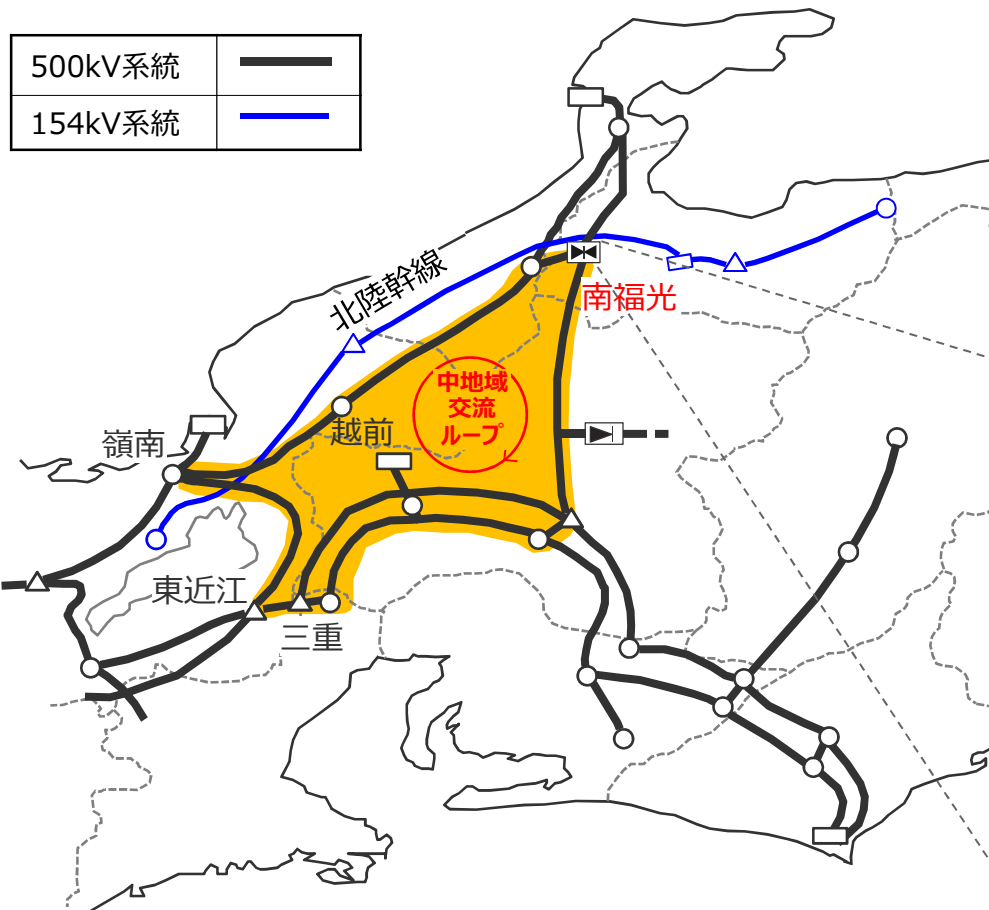 500kV系統
154kV系統
北陸幹線
南福光
中地域
交流
ループ
越前
嶺南
東近江
三重